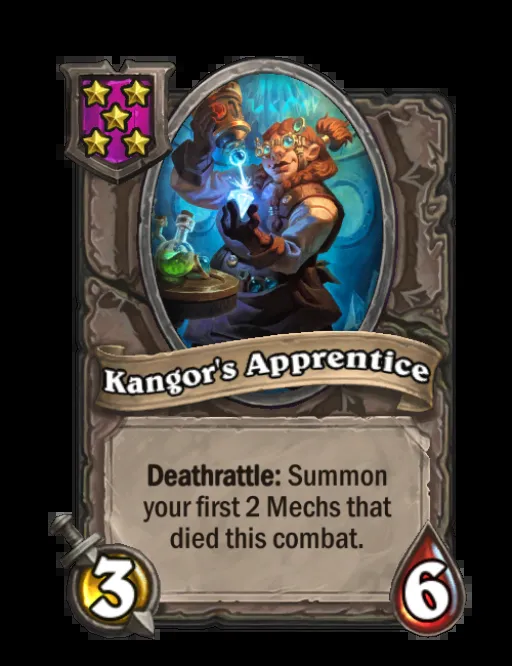 Kangor's Apprentice
Deathrattle: Summon
your first 2 Mechs that
died this combat.
3
6